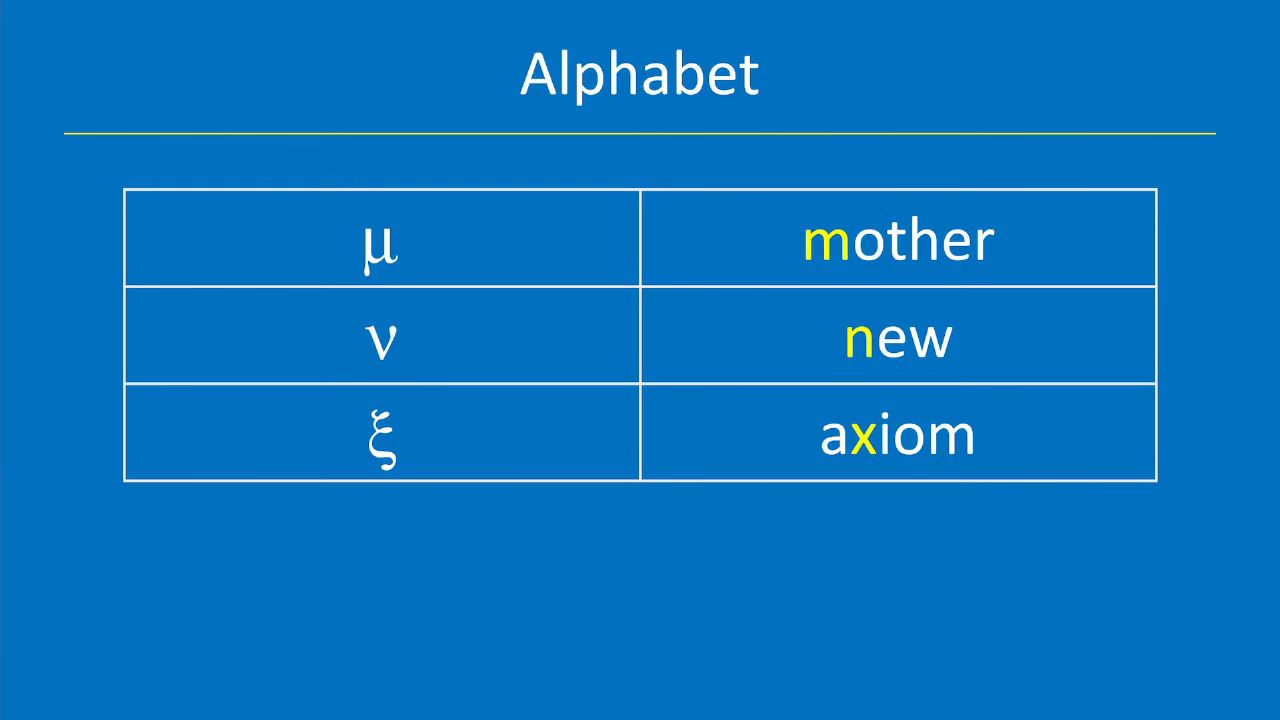 Alphabet
μ mother
ν new
ξ axiom